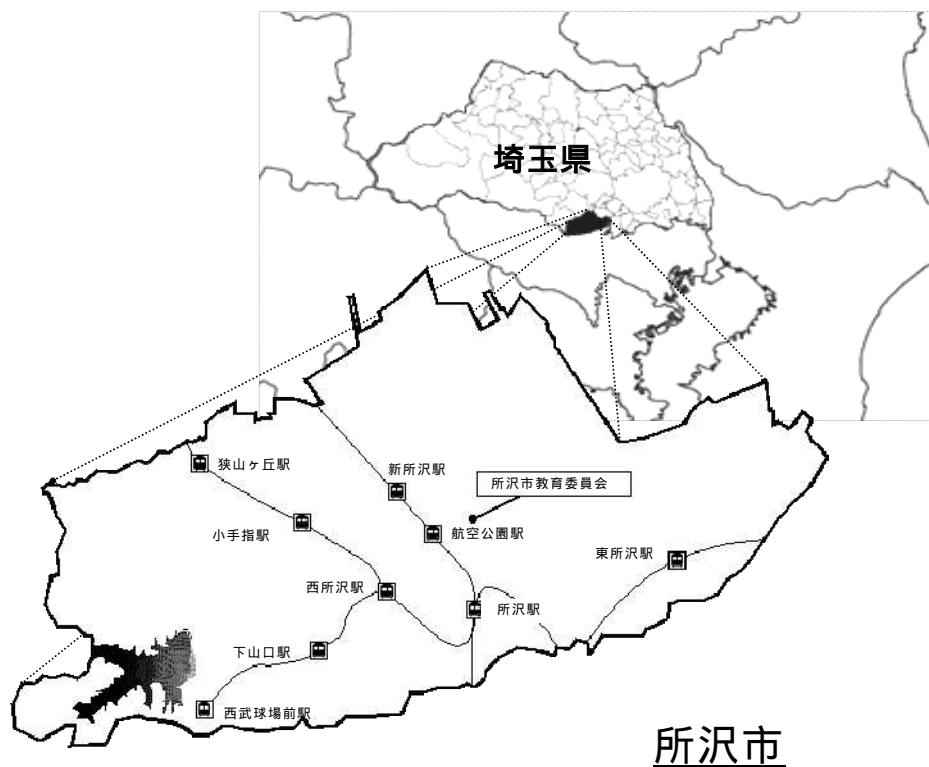 埼玉県
狭山ヶ丘駅
新所沢駅
所沢市教育委員会
小手指駅
航空公園駅
東所沢駅
西所沢駅
所沢駅
下山口駅
西武球場前駅
所沢市